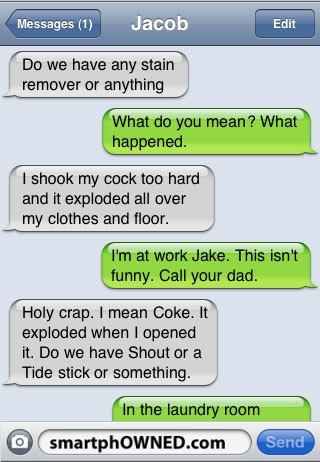 Messages (1)
Jacob
Edit
Do we have any stain
remover or anything
What do you mean? What
happened.
I shook my cock too hard
and it exploded all over
my clothes and floor.
I'm at work Jake. This isn't
funny. Call your dad.
Holy crap. I mean Coke. It
exploded when I opened
it. Do we have Shout or a
Tide stick or something.
In the laundry room
smartphOWNED.com
Send